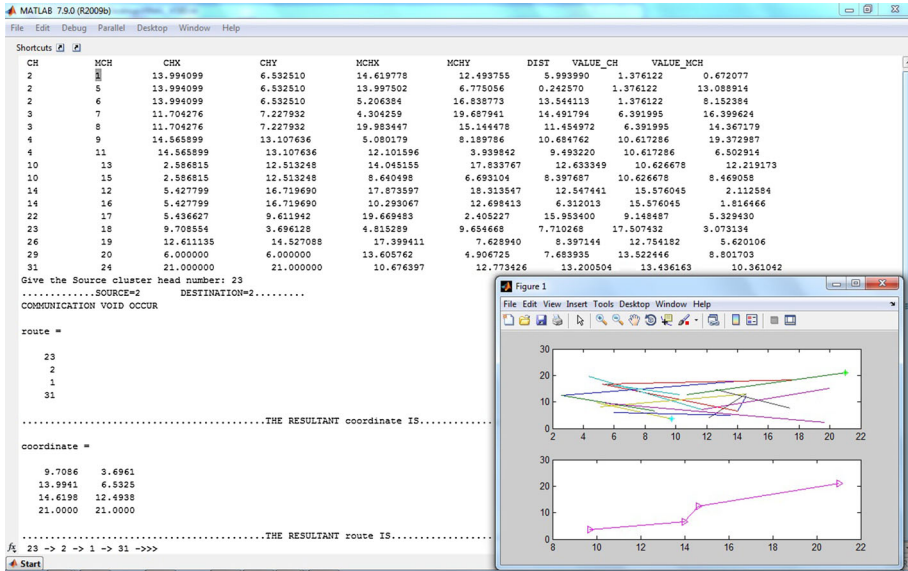 MATLAB 7.9.0 (R2009b)
File Edit Debug Parallel Desktop Window Help
Shortcuts
CH MCH CHX CHY MCHX MCHY DIST VALUE_CH VALUE_MCH
2 1 13.994099 6.532510 14.619778 12.493755 5.993990 1.376122 0.672077
2 5 13.994099 6.532510 13.997502 6.775056 0.242570 1.376122 13.088914
2 6 13.994099 6.532510 5.206384 16.838773 13.544113 1.376122 8.152384
3 7 11.704276 7.227932 4.304259 19.687941 14.491794 6.391995 16.399624
3 8 11.704276 7.227932 19.983447 15.144478 11.454972 6.391995 14.367179
4 9 14.565899 13.107636 5.080179 8.189786 10.684762 10.617286 19.372987
4 11 14.565899 13.107636 12.101596 3.939842 9.493220 10.617286 6.502914
10 13 2.586815 12.513248 14.045155 17.833767 12.633349 10.626678 12.219173
10 15 2.586815 12.513248 8.640498 6.693104 8.397687 10.626678 8.469058
14 12 5.427799 16.719690 17.873597 18.313547 12.547441 15.576045 2.112584
14 16 5.427799 16.719690 10.293067 12.698413 6.312013 15.576045 1.816466
22 17 5.436627 9.611942 19.669483 2.405227 15.953400 9.148487 5.329430
23 18 9.708554 3.696128 4.815289 9.654668 7.710268 17.507432 3.073134
26 19 12.611135 14.527088 17.399411 7.628940 8.397144 12.754182 5.620106
29 20 6.000000 6.000000 13.605762 4.906725 7.683935 13.522446 8.801703
31 24 21.000000 21.000000 10.676397 12.773426 13.200504 13.436163 10.361042
Give the Source cluster head number: 23
.............SOURCE=2 DESTINATION=2.........
COMMUNICATION VOID OCCUR
route =
23
2
1
31
.............................................THE RESULTANT coordinate IS.............
coordinate =
9.7086 3.6961
13.9941 6.5325
14.6198 12.4938
21.0000 21.0000
.............................................THE RESULTANT route IS.................
fx 23 -> 2 -> 1 -> 31 ->>>
Start
Figure 1
File Edit View Insert Tools Desktop Window Help
30
20
10
0
2 4 6 8 10 12 14 16 18 20 22
30
20
10
0
8 10 12 14 16 18 20 22